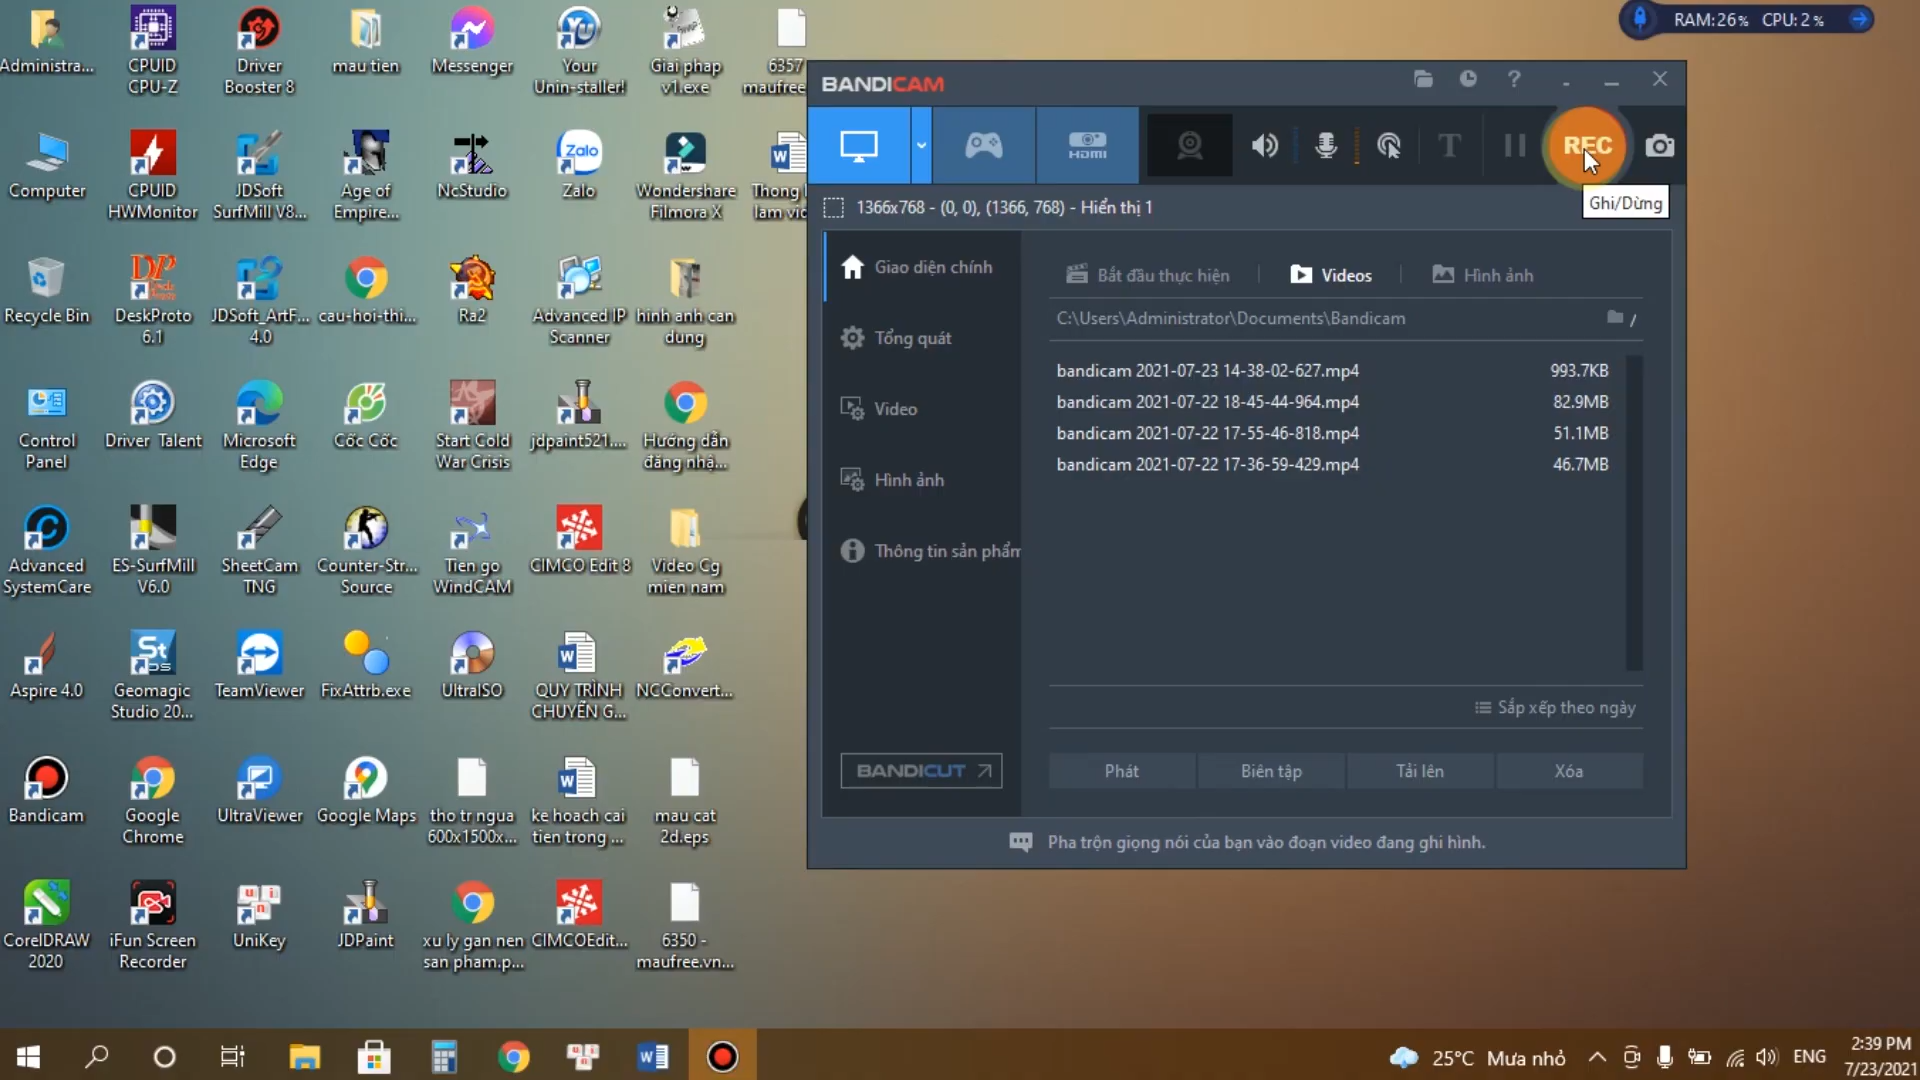 Administra...
CPUID
CPU-Z
Driver
Booster 8
mau tien
Messenger
Your
Unin-staller!
Giai phap
v1.exe
6357
maufree
RAM:26% CPU:2%
BANDICAM
?
HDMI
T
REC
Ghi/Dừng
1366x768 - (0, 0), (1366, 768) - Hiển thị 1
Computer
CPUID
HWMonitor
JDSoft
SurfMill V8...
Age of
Empire...
NcStudio
Zalo
Zalo
Wondershare
Filmora X
Thong
lam vid
Giao diện chính
Tổng quát
Video
Hình ảnh
Thông tin sản phẩm
Bắt đầu thực hiện
Videos
Hình ảnh
C:\Users\Administrator\Documents\Bandicam
bandicam 2021-07-23 14-38-02-627.mp4 993.7KB
bandicam 2021-07-22 18-45-44-964.mp4 82.9MB
bandicam 2021-07-22 17-55-46-818.mp4 51.1MB
bandicam 2021-07-22 17-36-59-429.mp4 46.7MB
Sắp xếp theo ngày
BANDICUT
Phát
Biên tập
Tải lên
Xóa
Pha trộn giọng nói của bạn vào đoạn video đang ghi hình.
Recycle Bin
DeskProto
6.1
JDSoft_ArtF...
4.0
cau-hoi-thi...
Ra2
Advanced IP
Scanner
hinh anh can
dung
Control
Panel
Driver Talent
Microsoft
Edge
Cốc Cốc
Start Cold
War Crisis
jdpaint521....
Hướng dẫn
đăng nhậ...
Advanced
SystemCare
ES-SurfMill
V6.0
SheetCam
TNG
Counter-Str...
Source
Tien go
WindCAM
CIMCO Edit 8
Video Cg
mien nam
Aspire 4.0
Geomagic
Studio 20...
TeamViewer
FixAttrb.exe
UltraISO
QUY TRÌNH
CHUYỂN G...
NCConvert...
Bandicam
Google
Chrome
UltraViewer
Google Maps
tho tr ngua
600x1500x...
ke hoach cai
tien trong ...
mau cat
2d.eps
CorelDRAW
2020
iFun Screen
Recorder
UniKey
JDPaint
xu ly gan nen
san pham.p...
CIMCOEdit...
6350 -
maufree.vn...
25°C Mưa nhỏ
ENG
2:39 PM
7/23/2021